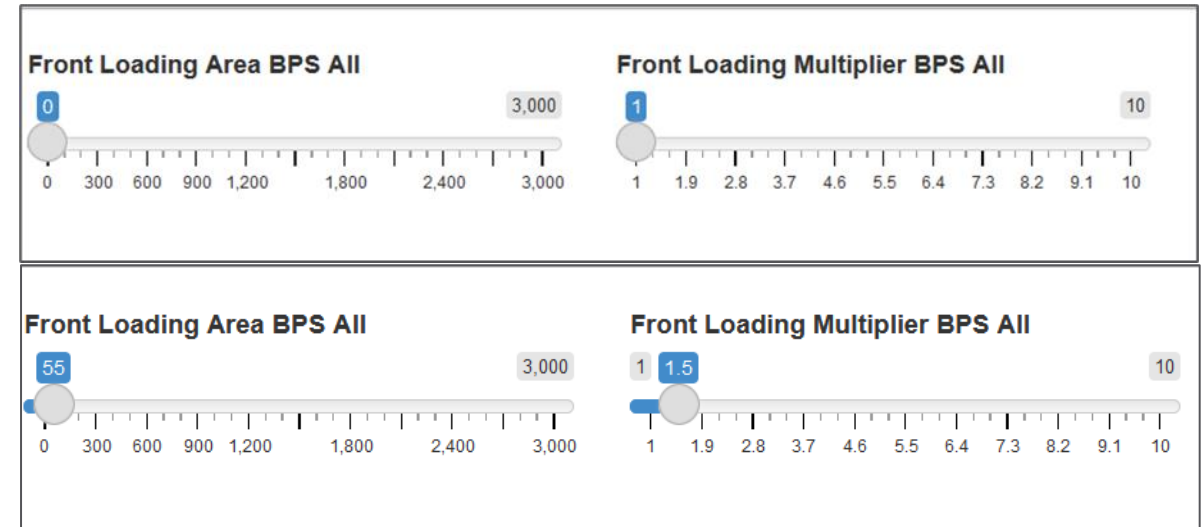 Front Loading Area BPS All Front Loading Multiplier BPS All
0 3,000 1 10
0 300 600 900 1,200 1,800 2,400 3,000 1 1.9 2.8 3.7 4.6 5.5 6.4 7.3 8.2 9.1 10
Front Loading Area BPS All Front Loading Multiplier BPS All
55 3,000 1 1.5 10
0 300 600 900 1,200 1,800 2,400 3,000 1 1.9 2.8 3.7 4.6 5.5 6.4 7.3 8.2 9.1 10